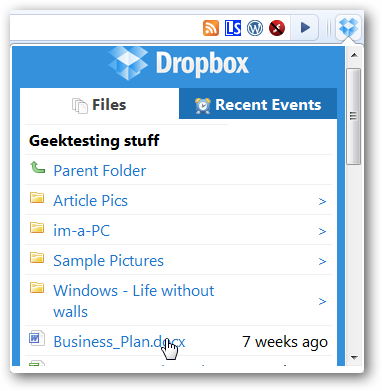 LS
Dropbox
Files
Recent Events
Geektesting stuff
Parent Folder
Article Pics >
im-a-PC >
Sample Pictures >
Windows - Life without
walls >
Business_Plan.docx 7 weeks ago